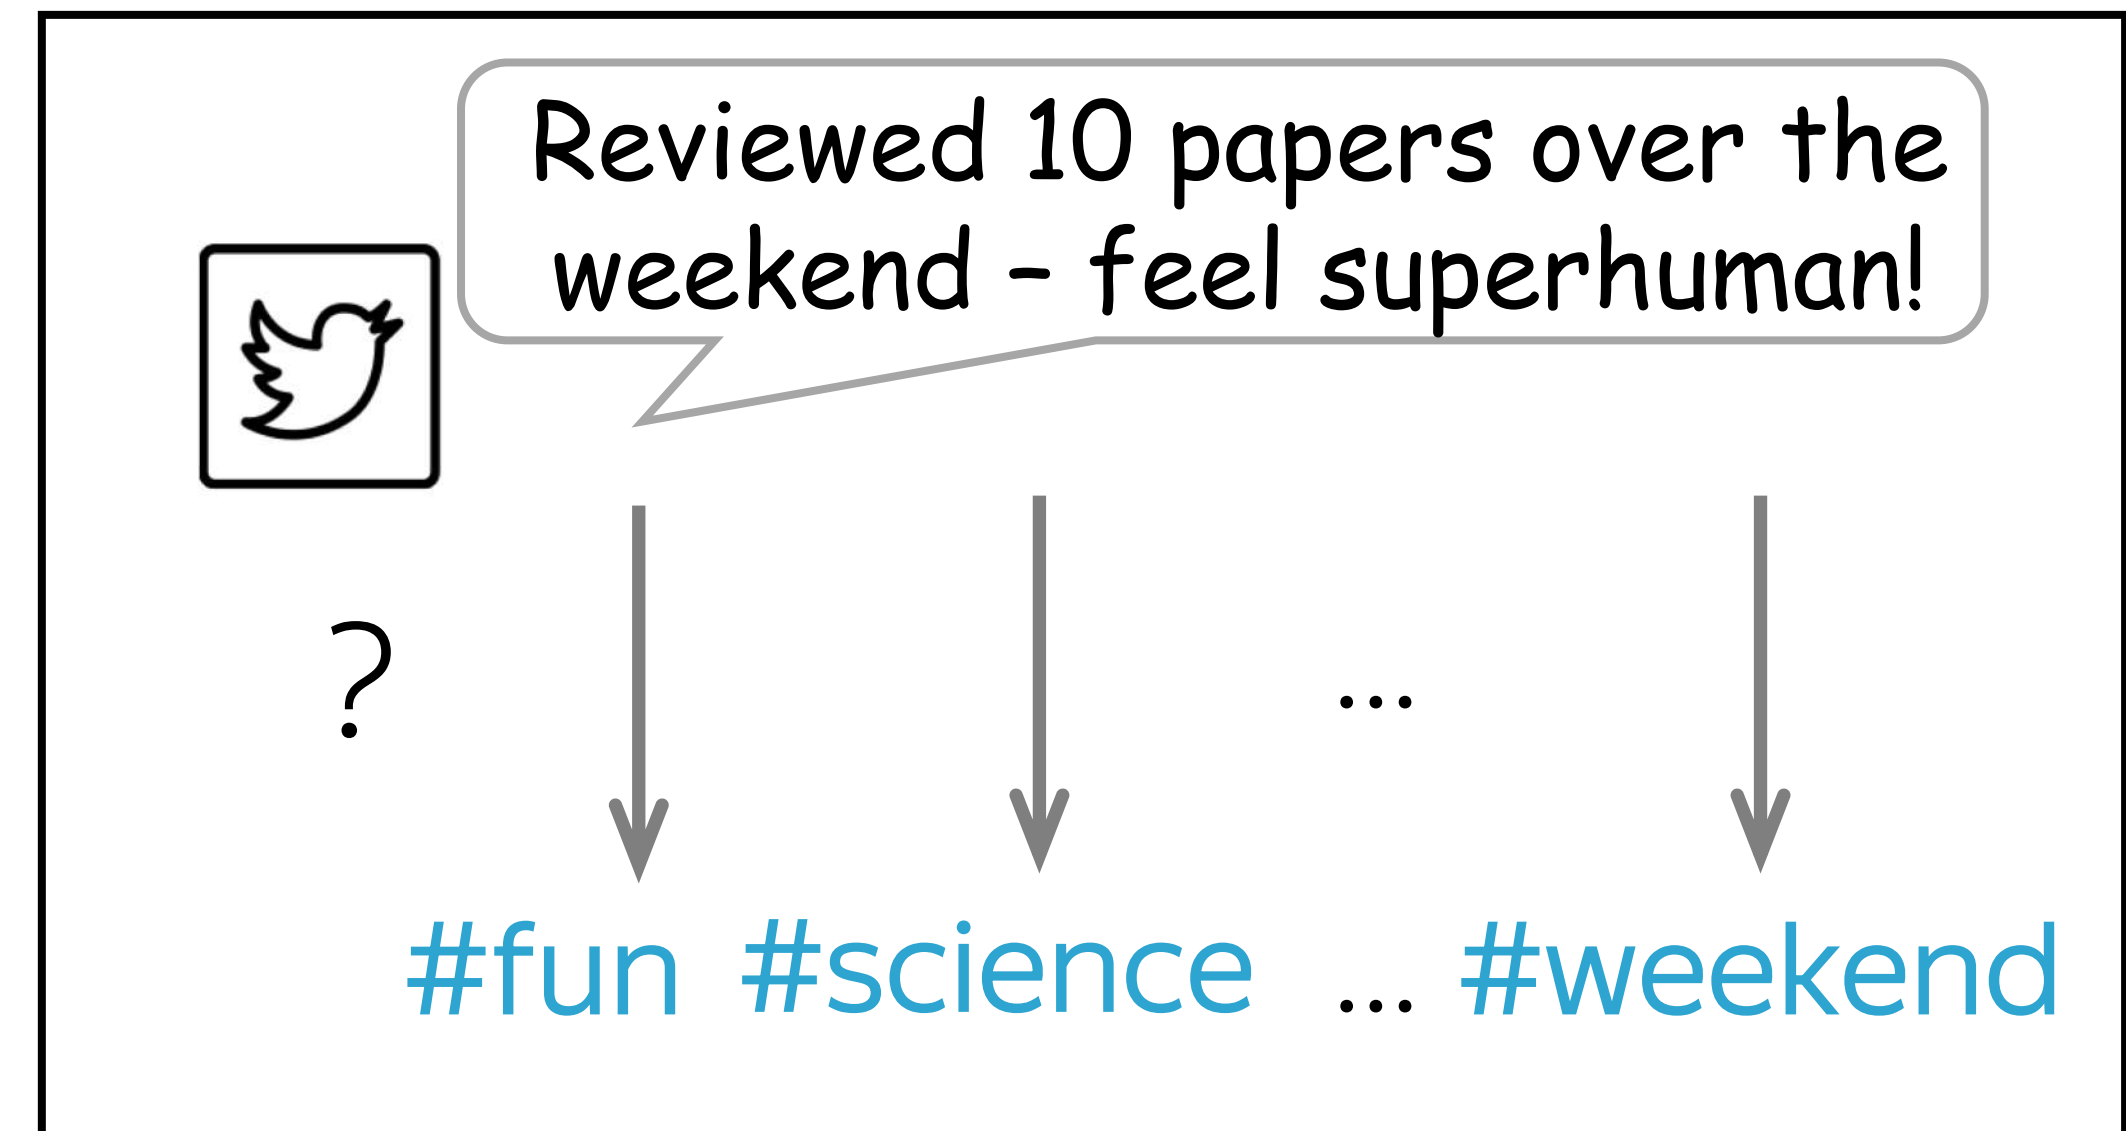 Reviewed 10 papers over the
weekend – feel superhuman!
?
...
#fun #science ... #weekend